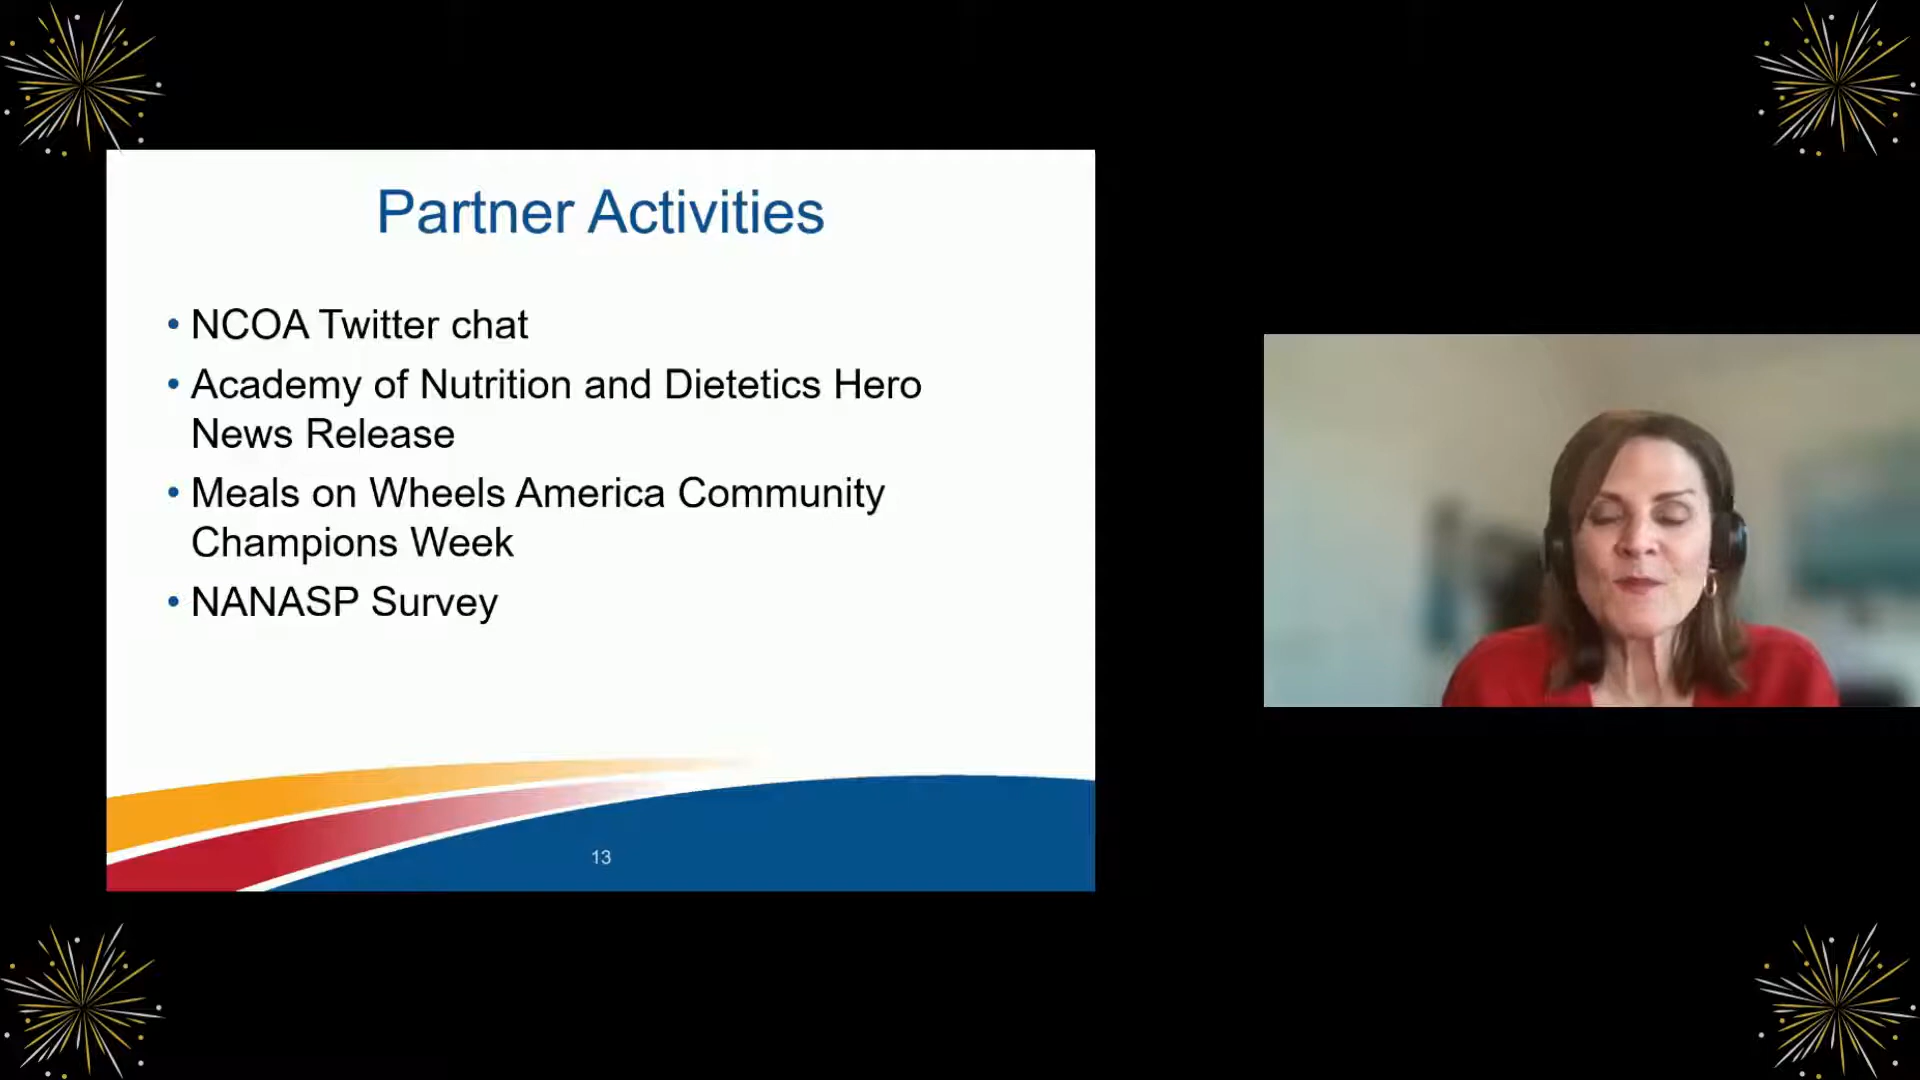 Partner Activities
• NCOA Twitter chat
• Academy of Nutrition and Dietetics Hero
News Release
• Meals on Wheels America Community
Champions Week
• NANASP Survey
13